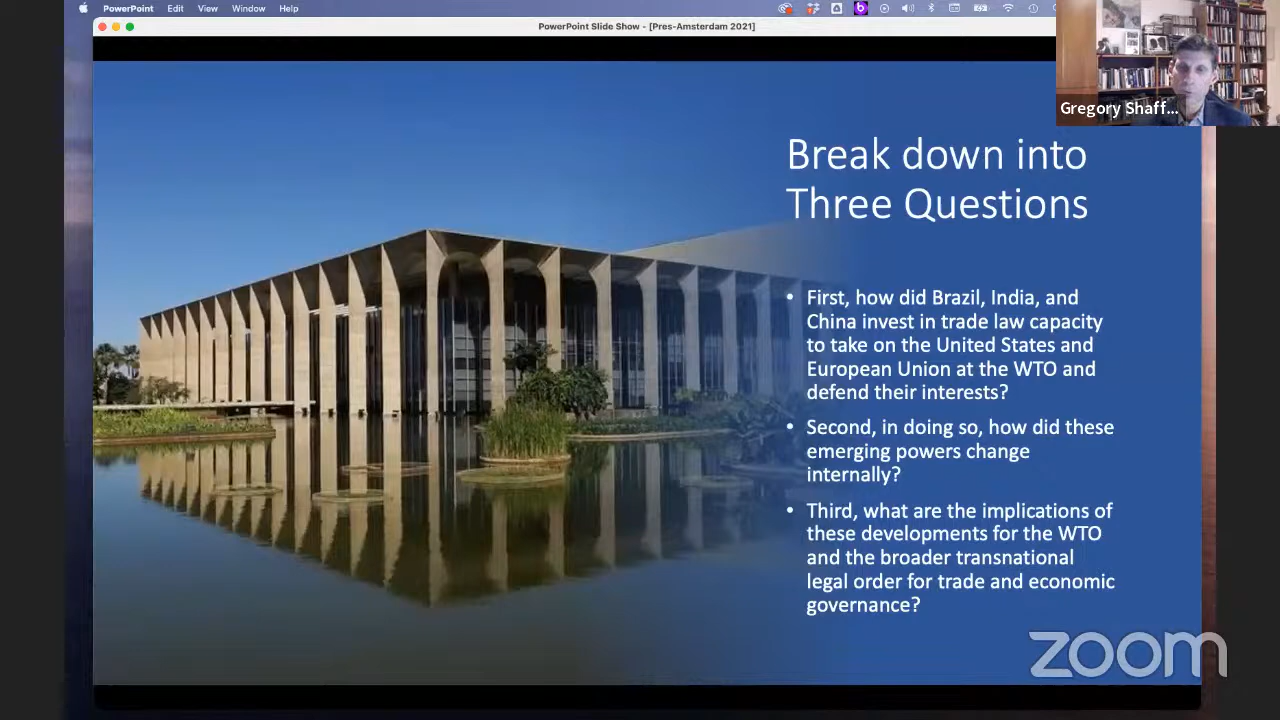 PowerPoint File Edit View Window Help
PowerPoint Slide Show - [Pres-Amsterdam 2021]
Gregory Shaff...
Break down into
Three Questions
• First, how did Brazil, India, and
China invest in trade law capacity
to take on the United States and
European Union at the WTO and
defend their interests?
• Second, in doing so, how did these
emerging powers change
internally?
• Third, what are the implications of
these developments for the WTO
and the broader transnational
legal order for trade and economic
governance?
zoom